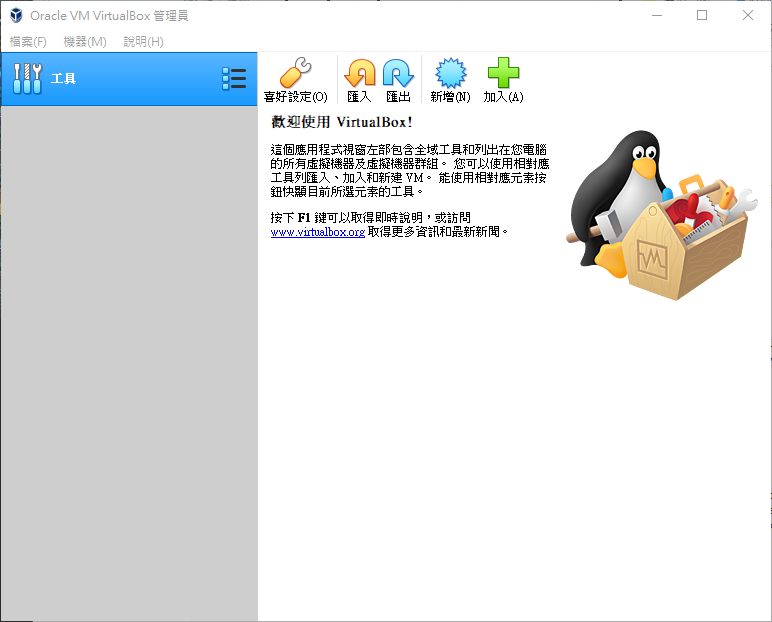 Oracle VM VirtualBox 管理員
檔案(F) 機器(M) 說明(H)
工具
喜好設定(O) 匯入 匯出 新增(N) 加入(A)
歡迎使用 VirtualBox!
這個應用程式視窗左部包含全域工具和列出在您電腦
的所有虛擬機器及虛擬機器群組。 您可以使用相對應
工具列匯入、加入和新建 VM。 能使用相對應元素按
鈕快顯目前所選元素的工具。
按下 F1 鍵可以取得即時說明，或訪問
www.virtualbox.org 取得更多資訊和最新新聞。